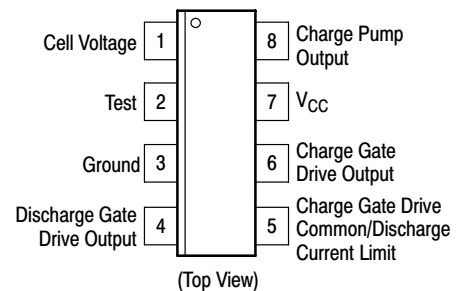 Cell Voltage 1
Test 2
Ground 3
Discharge Gate
Drive Output 4
8 Charge Pump
Output
7 VCC
6 Charge Gate
Drive Output
Charge Gate Drive
5 Common/Discharge
Current Limit
(Top View)